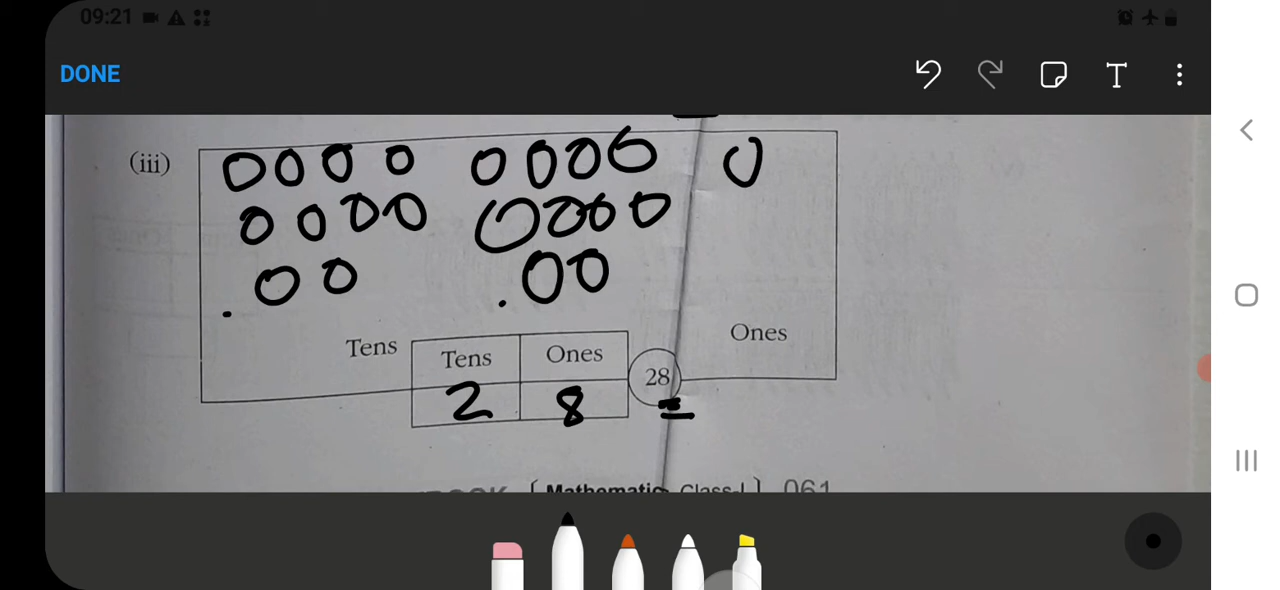 09:21
DONE
T
(iii)
Tens
Tens
Ones
Ones
28
2
8
[ Mathematic Class-I ] 061